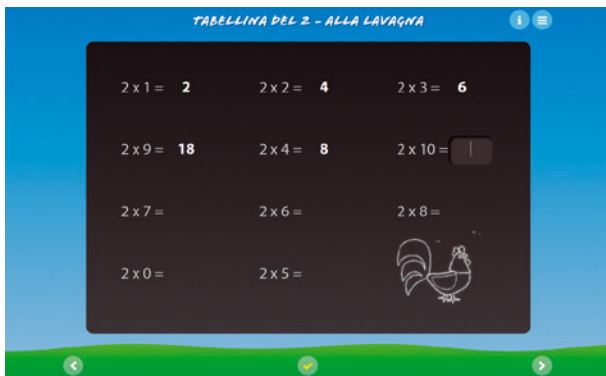 TABELLINA DEL 2 - ALLA LAVAGNA
i
2 x 1 = 2 2 x 2 = 4 2 x 3 = 6
2 x 9 = 18 2 x 4 = 8 2 x 10 =
2 x 7 = 2 x 6 = 2 x 8 =
2 x 0 = 2 x 5 =